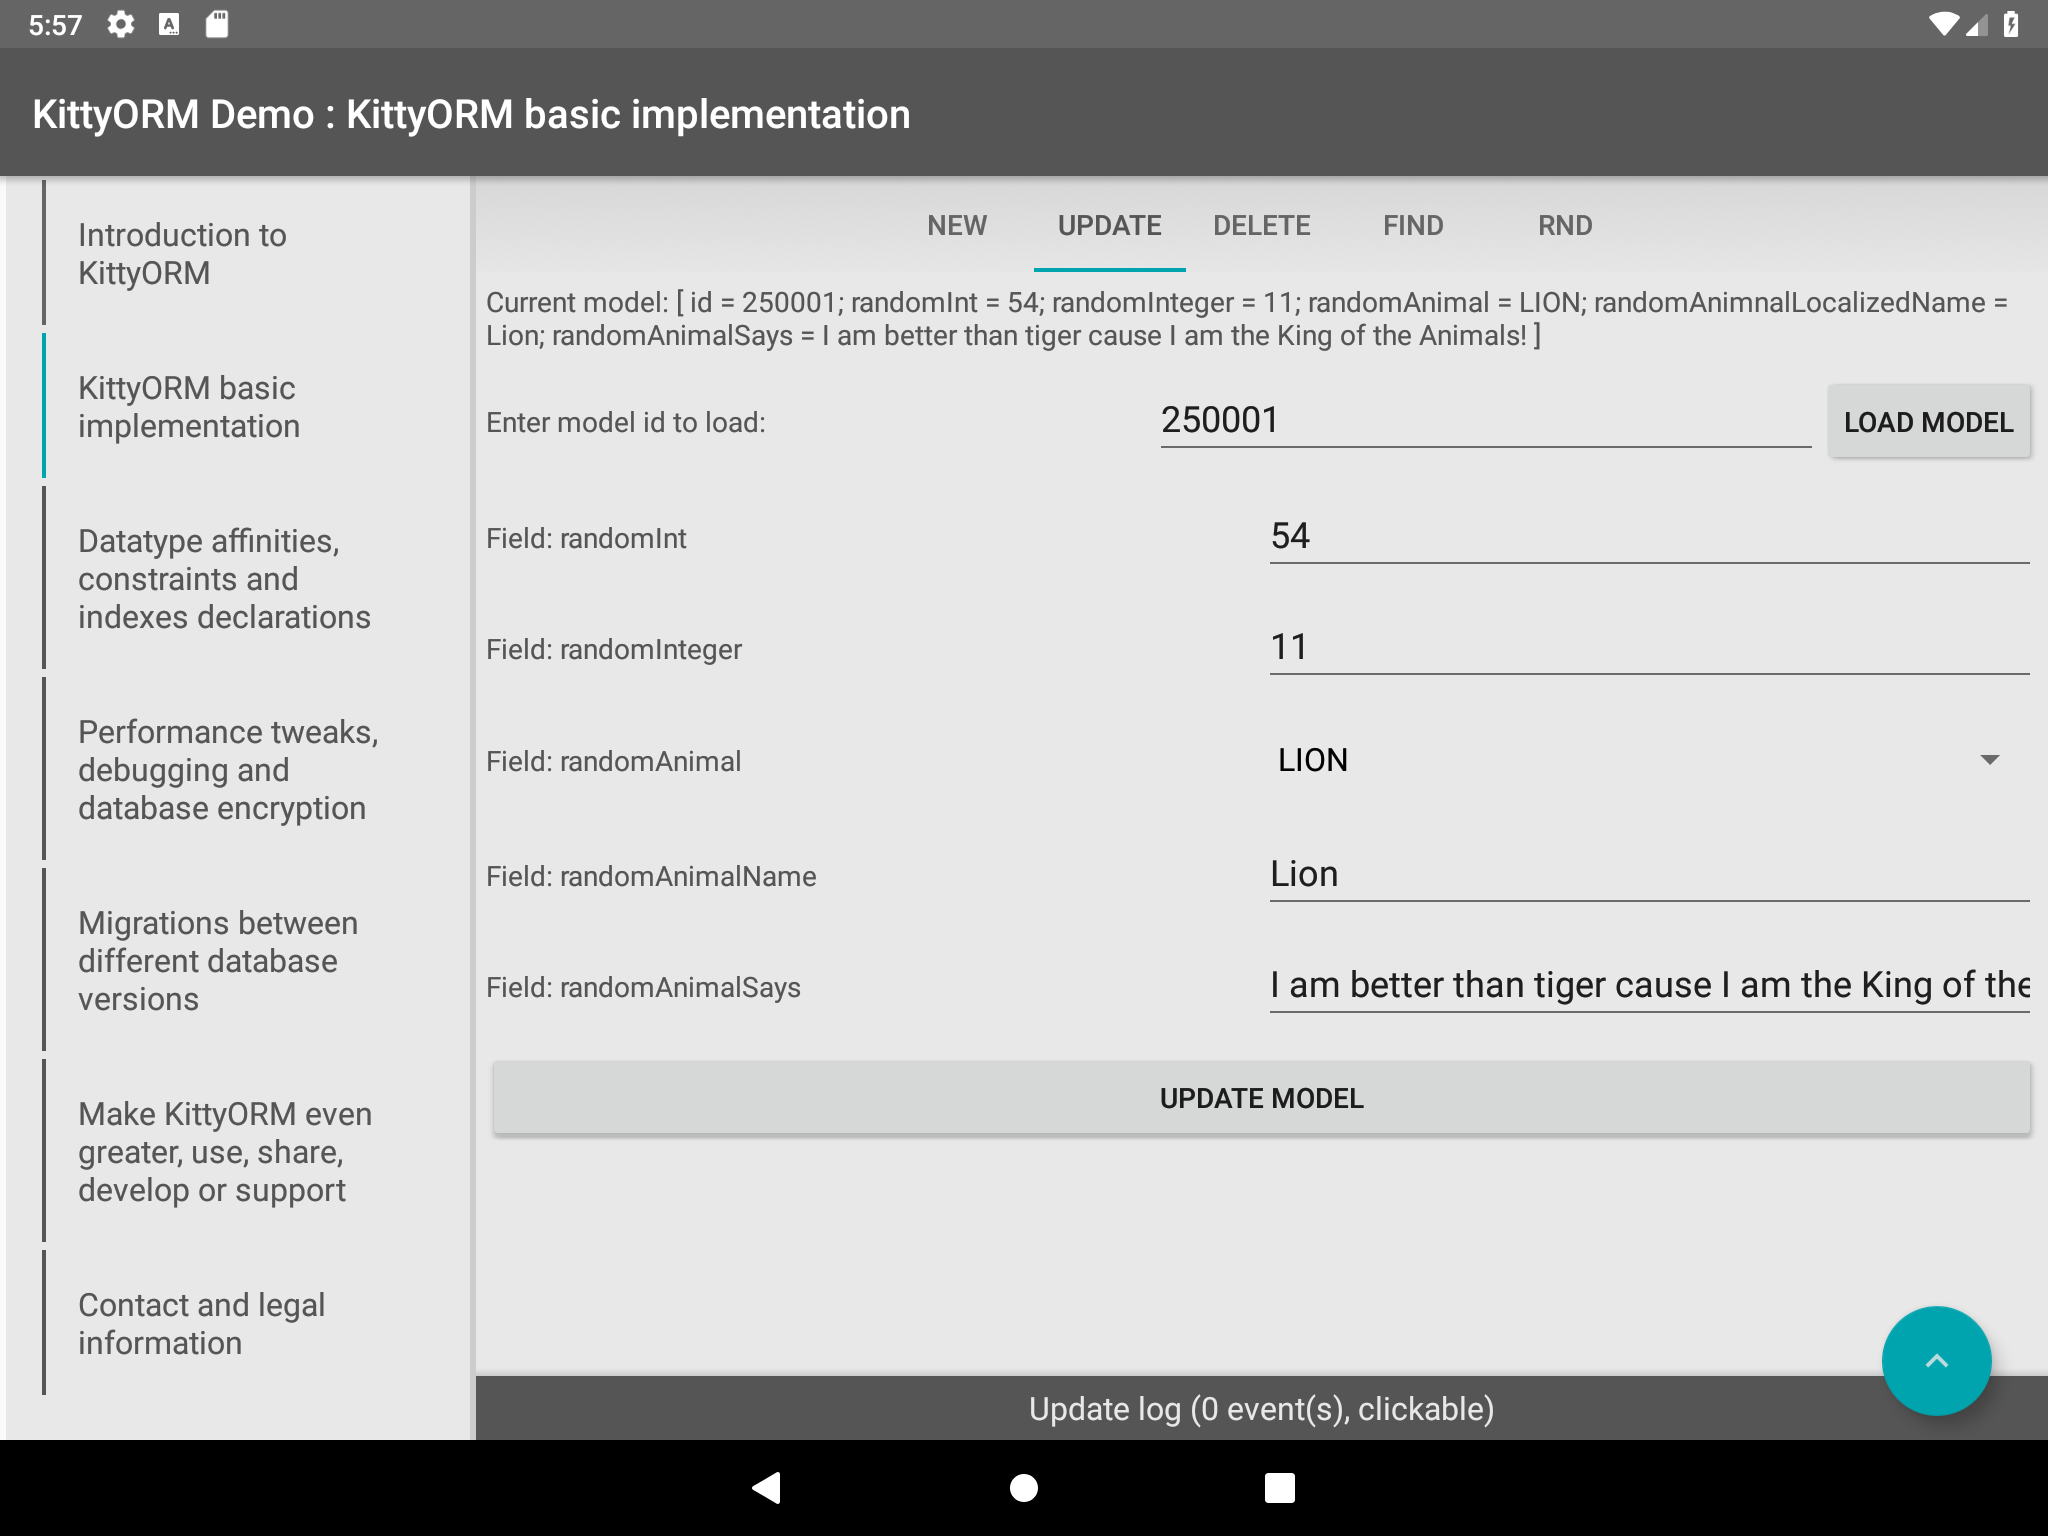 5:57
KittyORM Demo : KittyORM basic implementation
Introduction to
KittyORM
KittyORM basic
implementation
Datatype affinities,
constraints and
indexes declarations
Performance tweaks,
debugging and
database encryption
Migrations between
different database
versions
Make KittyORM even
greater, use, share,
develop or support
Contact and legal
information
NEW UPDATE DELETE FIND RND
Current model: [ id = 250001; randomInt = 54; randomInteger = 11; randomAnimal = LION; randomAnimnalLocalizedName =
Lion; randomAnimalSays = I am better than tiger cause I am the King of the Animals! ]
Enter model id to load: 250001 LOAD MODEL
Field: randomInt 54
Field: randomInteger 11
Field: randomAnimal LION
Field: randomAnimalName Lion
Field: randomAnimalSays I am better than tiger cause I am the King of the
UPDATE MODEL
Update log (0 event(s), clickable)